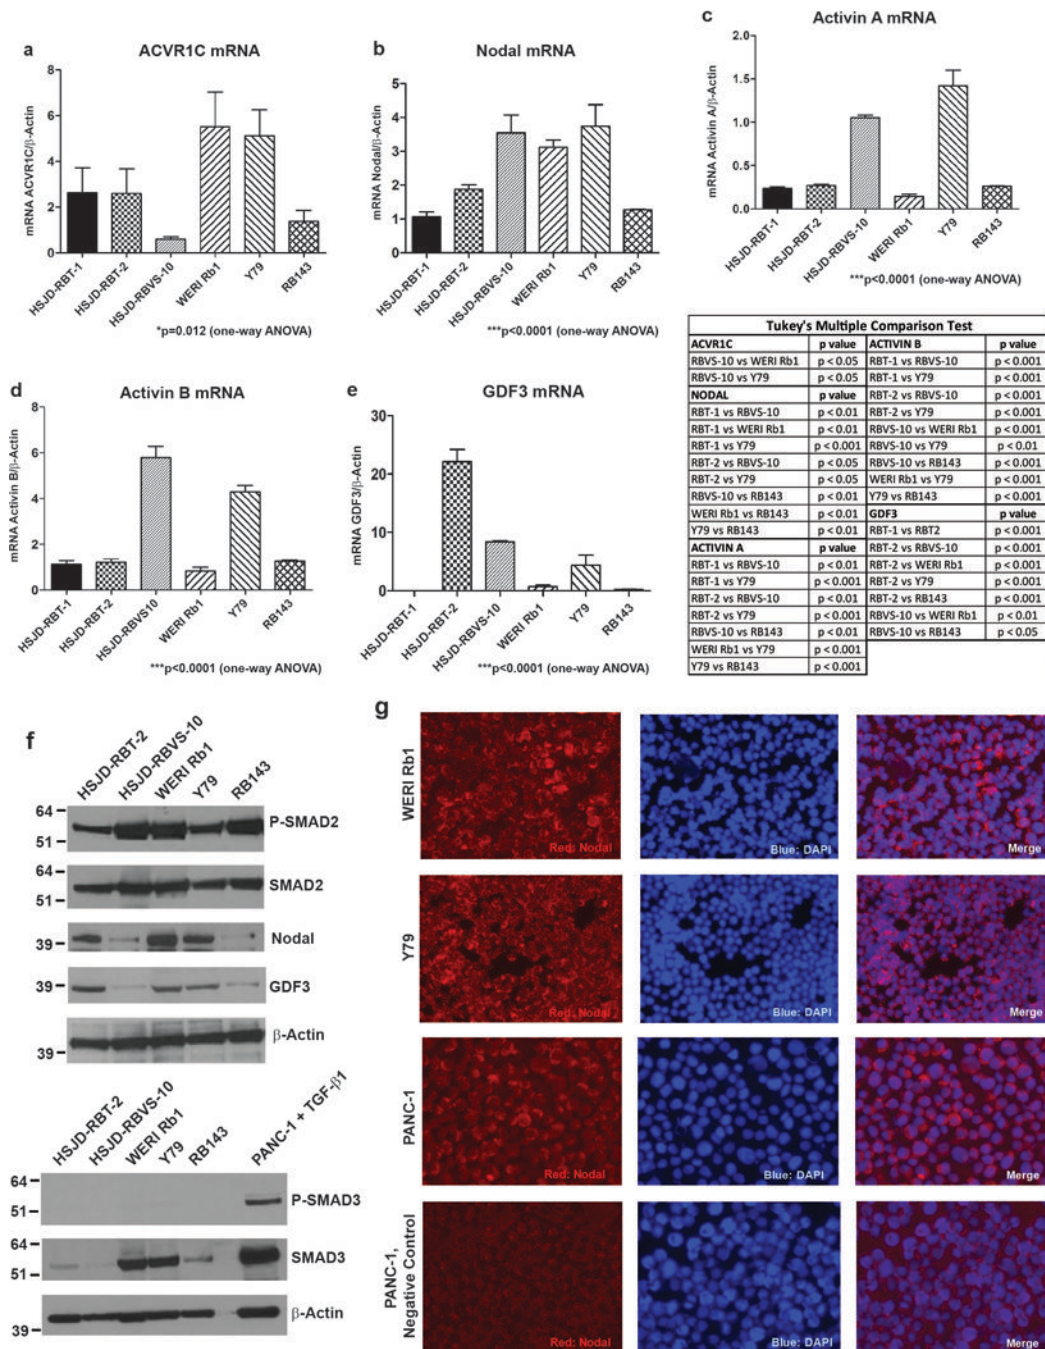 a
ACVR1C mRNA
mRNA ACVR1C/β-Actin
8
6
4
2
0
HSJD-RBT-1
HSJD-RBT-2
HSJD-RBVS-10
WERI Rb1
Y79
RB143
*p=0.012 (one-way ANOVA)
b
Nodal mRNA
mRNA Nodal/β-Actin
5
4
3
2
1
0
HSJD-RBT-1
HSJD-RBT-2
HSJD-RBVS-10
WERI Rb1
Y79
RB143
***p<0.0001 (one-way ANOVA)
c
Activin A mRNA
mRNA Activin A/β-Actin
2.0
1.5
1.0
0.5
0.0
HSJD-RBT-1
HSJD-RBT-2
HSJD-RBVS-10
WERI Rb1
Y79
RB143
***p<0.0001 (one-way ANOVA)
d
Activin B mRNA
mRNA Activin B/β-Actin
8
6
4
2
0
HSJD-RBT-1
HSJD-RBT-2
HSJD-RBVS10
WERI Rb1
Y79
RB143
***p<0.0001 (one-way ANOVA)
e
GDF3 mRNA
mRNA GDF3/β-Actin
30
20
10
0
HSJD-RBT-1
HSJD-RBT-2
HSJD-RBVS-10
WERI Rb1
Y79
RB143
***p<0.0001 (one-way ANOVA)
Tukey's Multiple Comparison Test
ACVR1C p value ACTIVIN B p value
RBVS-10 vs WERI Rb1 p < 0.05 RBT-1 vs RBVS-10 p < 0.001
RBVS-10 vs Y79 p < 0.05 RBT-1 vs Y79 p < 0.001
NODAL p value RBT-2 vs RBVS-10 p < 0.001
RBT-1 vs RBVS-10 p < 0.01 RBT-2 vs Y79 p < 0.001
RBT-1 vs WERI Rb1 p < 0.01 RBVS-10 vs WERI Rb1 p < 0.001
RBT-1 vs Y79 p < 0.001 RBVS-10 vs Y79 p < 0.01
RBT-2 vs RBVS-10 p < 0.05 RBVS-10 vs RB143 p < 0.001
RBT-2 vs Y79 p < 0.05 WERI Rb1 vs Y79 p < 0.001
RBVS-10 vs RB143 p < 0.01 Y79 vs RB143 p < 0.001
WERI Rb1 vs RB143 p < 0.01 GDF3 p value
Y79 vs RB143 p < 0.01 RBT-1 vs RBT2 p < 0.001
ACTIVIN A p value RBT-2 vs RBVS-10 p < 0.001
RBT-1 vs RBVS-10 p < 0.01 RBT-2 vs WERI Rb1 p < 0.001
RBT-1 vs Y79 p < 0.001 RBT-2 vs Y79 p < 0.001
RBT-2 vs RBVS-10 p < 0.01 RBT-2 vs RB143 p < 0.001
RBT-2 vs Y79 p < 0.001 RBVS-10 vs WERI Rb1 p < 0.01
RBVS-10 vs RB143 p < 0.01 RBVS-10 vs RB143 p < 0.05
WERI Rb1 vs Y79 p < 0.001
Y79 vs RB143 p < 0.001
f
HSJD-RBT-2
HSJD-RBVS-10
WERI Rb1
Y79
RB143
64
51
P-SMAD2
64
51
SMAD2
39
Nodal
39
GDF3
39
β-Actin
HSJD-RBT-2
HSJD-RBVS-10
WERI Rb1
Y79
RB143
PANC-1 + TGF-β1
64
51
P-SMAD3
64
51
SMAD3
39
β-Actin
g
WERI Rb1
Red: Nodal
Blue: DAPI
Merge
Y79
Red: Nodal
Blue: DAPI
Merge
PANC-1
Red: Nodal
Blue: DAPI
Merge
PANC-1,
Negative Control
Red: Nodal
Blue: DAPI
Merge